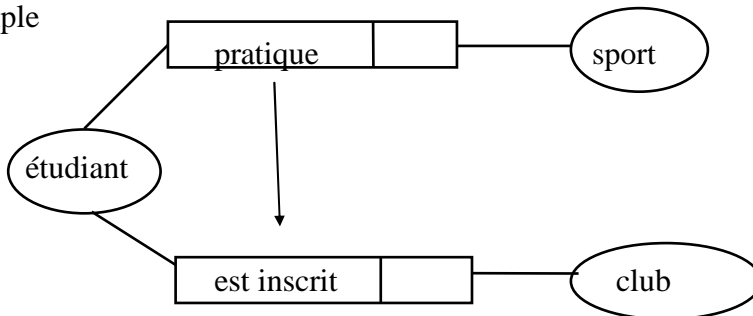 ple
pratique
sport
étudiant
est inscrit
club